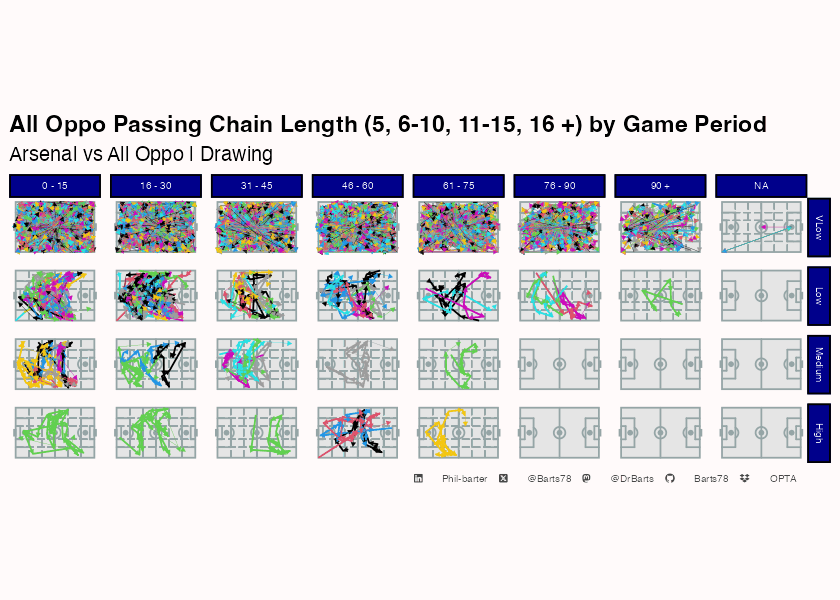 All Oppo Passing Chain Length (5, 6-10, 11-15, 16 +) by Game Period
Arsenal vs All Oppo | Drawing
0 - 15 16 - 30 31 - 45 46 - 60 61 - 75 76 - 90 90 + NA
V.Low
Low
Medium
High
Phil-barter @Barts78 @DrBarts Barts78 OPTA